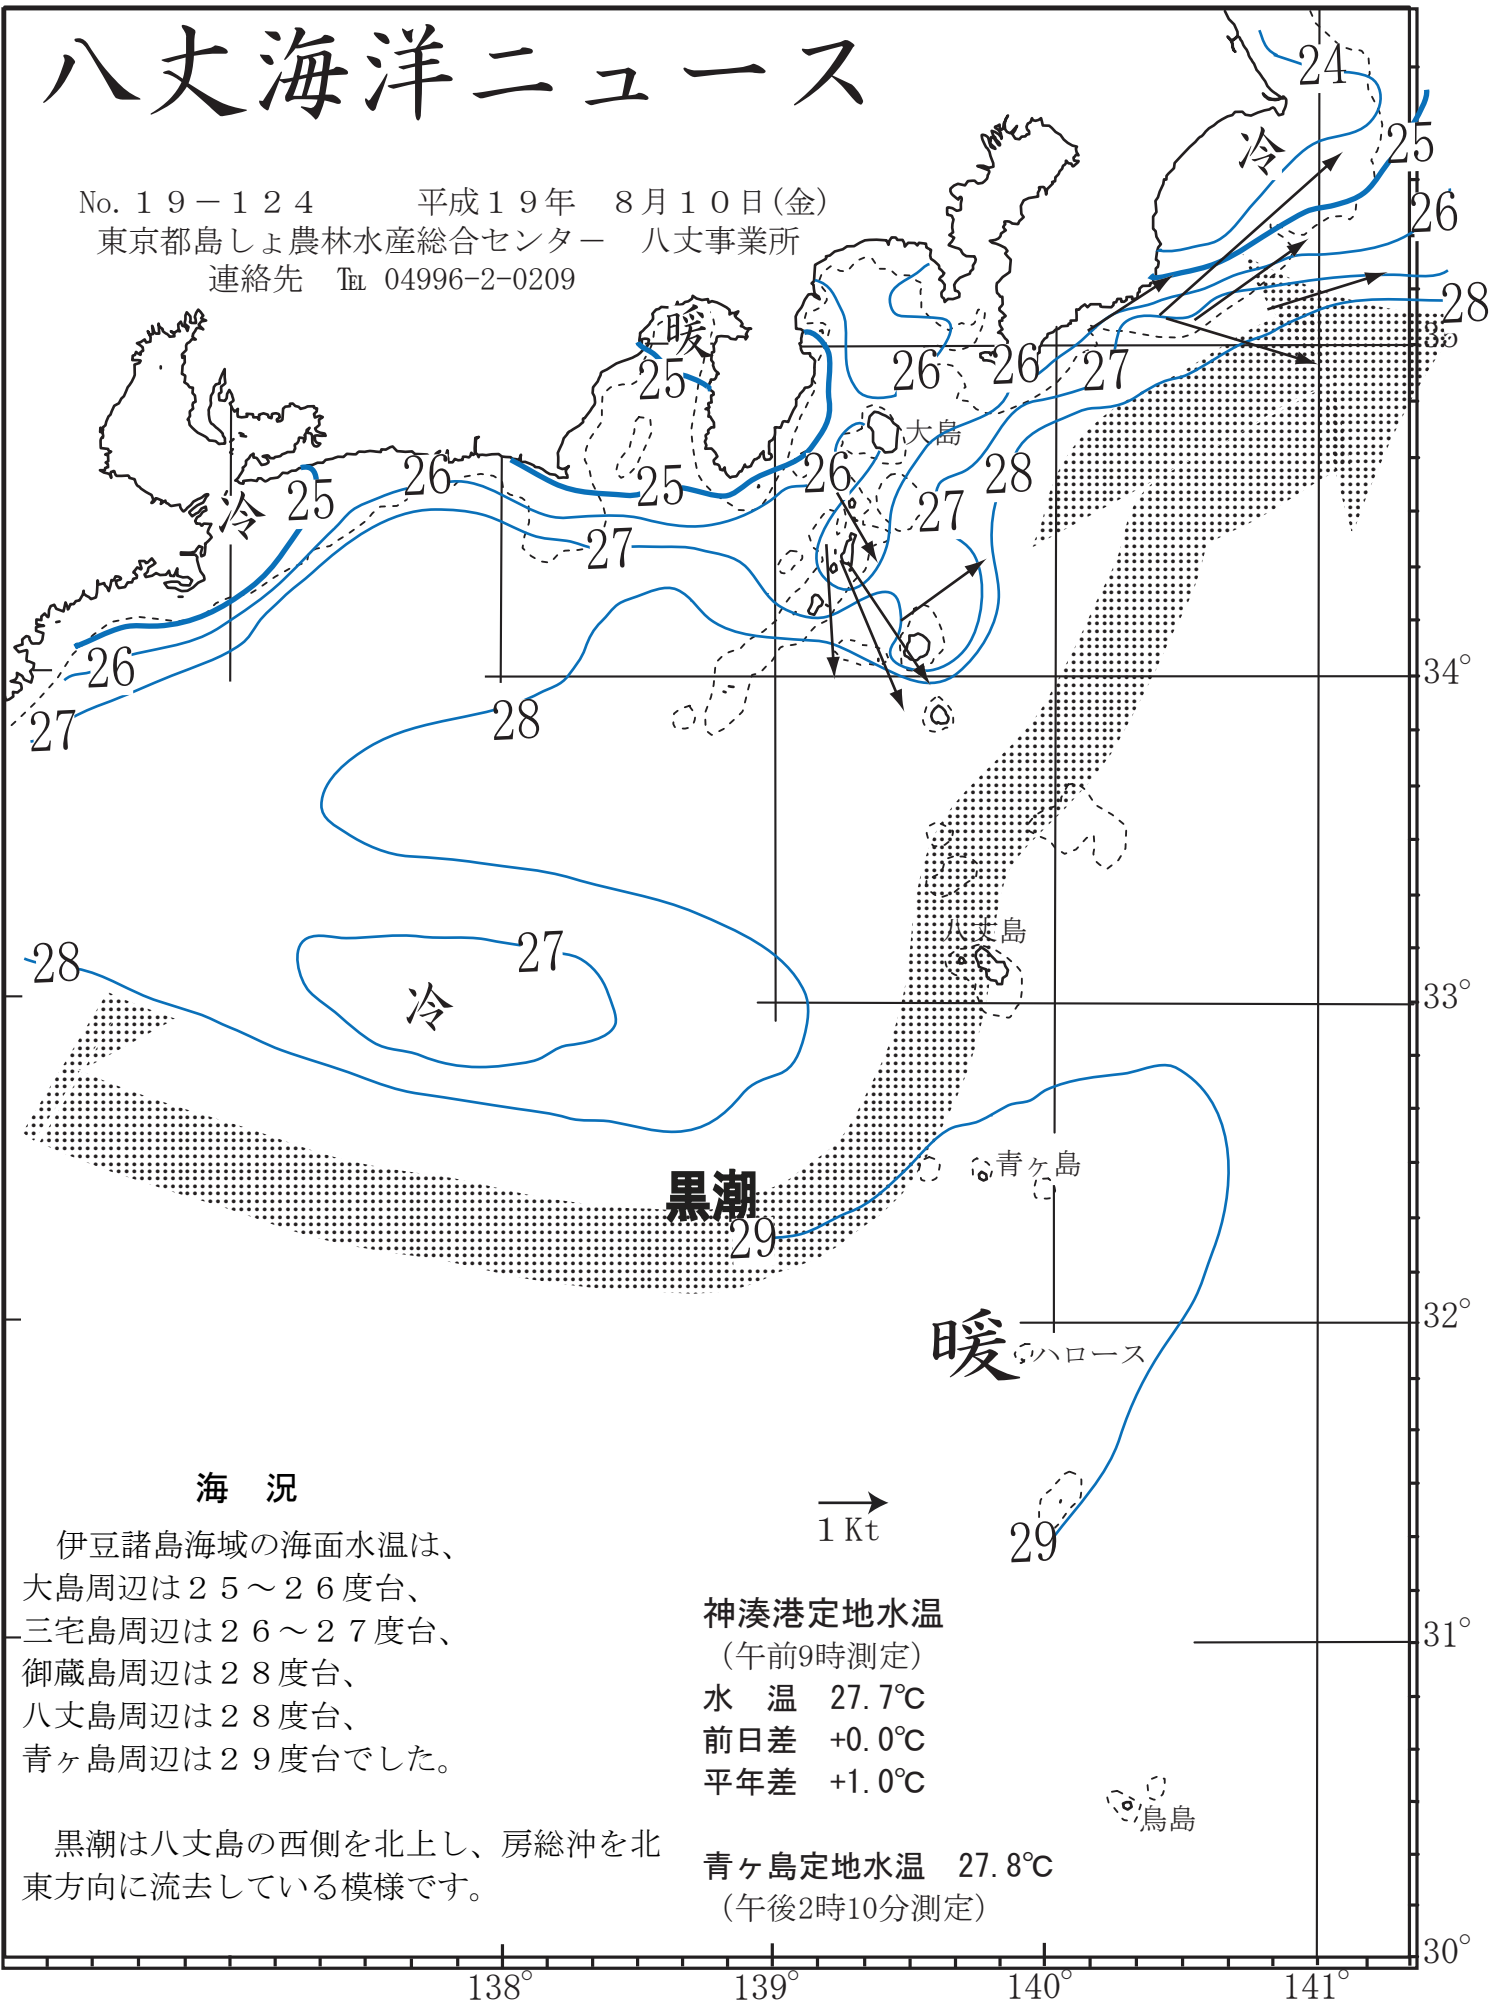 八丈海洋ニュース
No.１９－１２４　平成１９年　８月１０日(金)
東京都島しょ農林水産総合センター　八丈事業所
連絡先　℡ 04996-2-0209
24
冷
25
26
28
35
暖
25
26
26
27
大島
26
25
冷
25
26
28
27
27
26
34°
27
28
八丈島
28
27
冷
33°
青ヶ島
黒潮
29
32°
暖
ハロース
29
1 Kt
31°
鳥島
30°
138°
139°
140°
141°
海　況
伊豆諸島海域の海面水温は、
大島周辺は２５～２６度台、
三宅島周辺は２６～２７度台、
御蔵島周辺は２８度台、
八丈島周辺は２８度台、
青ヶ島周辺は２９度台でした。
黒潮は八丈島の西側を北上し、房総沖を北
東方向に流去している模様です。
神湊港定地水温
（午前9時測定）
水　温　27.7℃
前日差　+0.0℃
平年差　+1.0℃
青ヶ島定地水温　27.8℃
（午後2時10分測定）